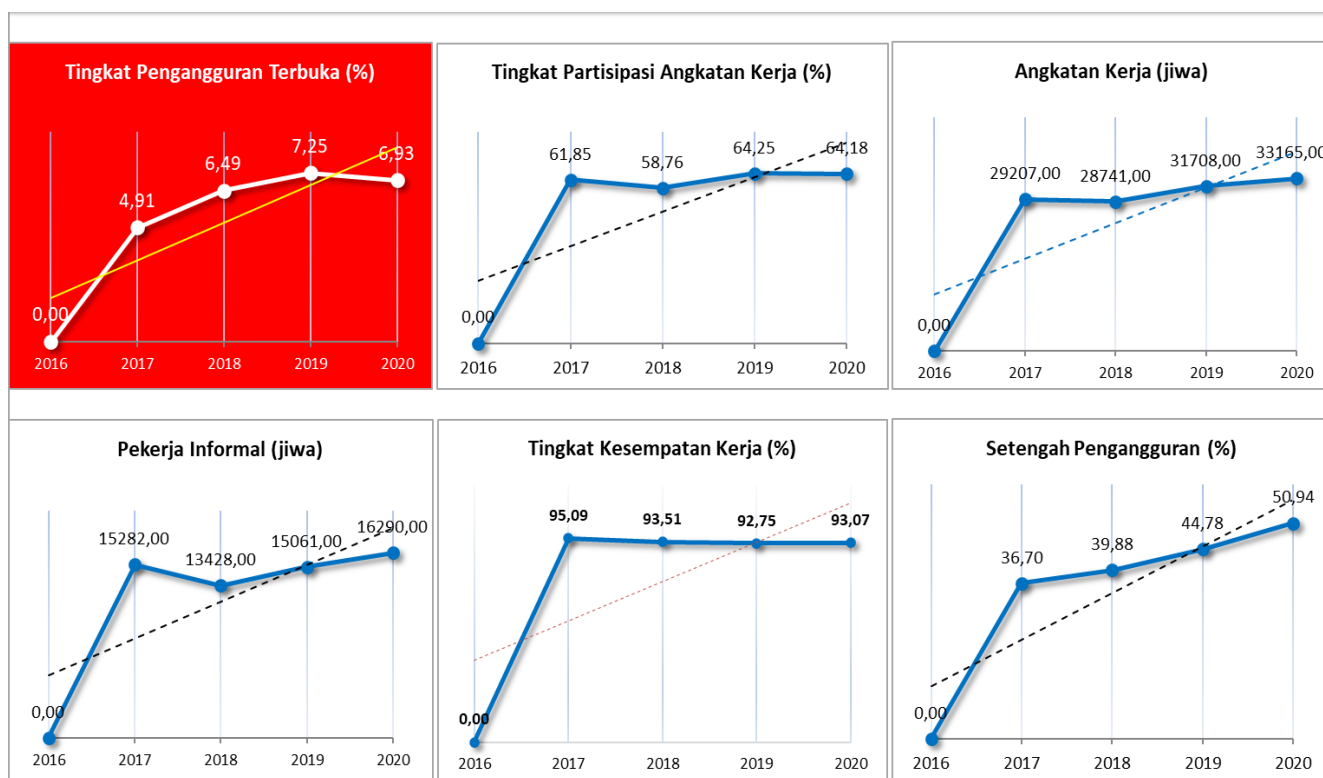 Tingkat Pengangguran Terbuka (%)
7,25
6,93
6,49
4,91
0,00
2016 2017 2018 2019 2020
Tingkat Partisipasi Angkatan Kerja (%)
61,85 58,76 64,25 64,18
0,00
2016 2017 2018 2019 2020
Angkatan Kerja (jiwa)
29207,00 28741,00 31708,00 33165,00
0,00
2016 2017 2018 2019 2020
Pekerja Informal (jiwa)
15282,00 13428,00 15061,00 16290,00
0,00
2016 2017 2018 2019 2020
Tingkat Kesempatan Kerja (%)
95,09 93,51 92,75 93,07
0,00
2016 2017 2018 2019 2020
Setengah Pengangguran (%)
50,94
44,78
39,88
36,70
0,00
2016 2017 2018 2019 2020